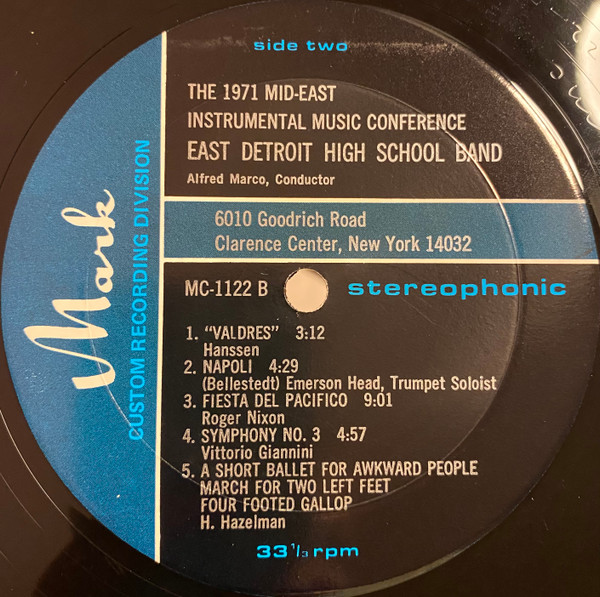 side two
THE 1971 MID-EAST
INSTRUMENTAL MUSIC CONFERENCE
EAST DETROIT HIGH SCHOOL BAND
Alfred Marco, Conductor
Mark
CUSTOM RECORDING DIVISION
6010 Goodrich Road
Clarence Center, New York 14032
MC-1122 B
stereophonic
1. "VALDRES" 3:12
Hanssen
2. NAPOLI 4:29
(Bellestedt) Emerson Head, Trumpet Soloist
3. FIESTA DEL PACIFICO 9:01
Roger Nixon
4. SYMPHONY NO. 3 4:57
Vittorio Giannini
5. A SHORT BALLET FOR AWKWARD PEOPLE
MARCH FOR TWO LEFT FEET
FOUR FOOTED GALLOP
H. Hazelman
33 1/3 rpm